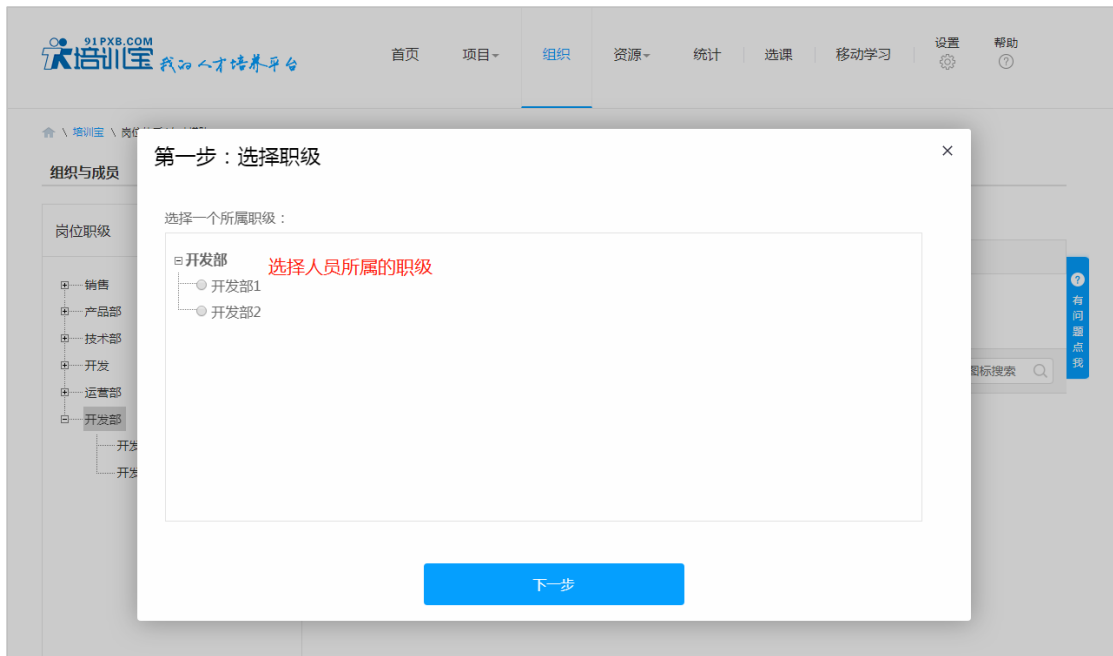 91PXB.COM
培训宝 我的人才培养平台
首页 项目 组织 资源 统计 选课 移动学习 设置 帮助
\ 培训宝 \
组织与成员
第一步：选择职级
岗位职级
选择一个所属职级：
开发部
选择人员所属的职级
开发部1
开发部2
销售
产品部
技术部
开发
运营部
开发部
开发
开发
有问题点我
图标搜索
下一步